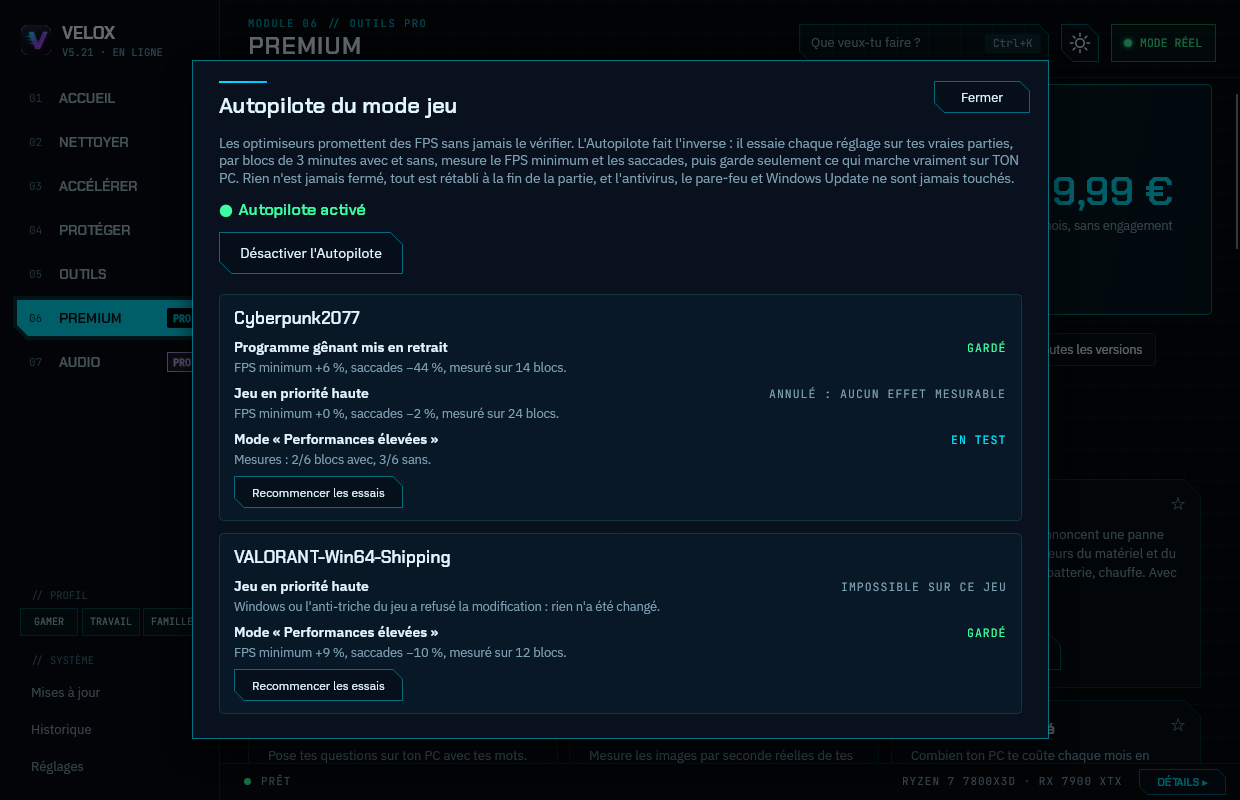 VELOX
V5.21 · EN LIGNE
MODULE 06 // OUTILS PRO
PREMIUM
Que veux-tu faire ?
Ctrl+K
MODE RÉEL
01 ACCUEIL
02 NETTOYER
03 ACCÉLÉRER
04 PROTÉGER
05 OUTILS
06 PREMIUM PRO
07 AUDIO PRO
// PROFIL
GAMER TRAVAIL FAMILLE
// SYSTÈME
Mises à jour
Historique
Réglages
Autopilote du mode jeu
Fermer
Les optimiseurs promettent des FPS sans jamais le vérifier. L'Autopilote fait l'inverse : il essaie chaque réglage sur tes vraies parties,
par blocs de 3 minutes avec et sans, mesure le FPS minimum et les saccades, puis garde seulement ce qui marche vraiment sur TON
PC. Rien n'est jamais fermé, tout est rétabli à la fin de la partie, et l'antivirus, le pare-feu et Windows Update ne sont jamais touchés.
Autopilote activé
Désactiver l'Autopilote
Cyberpunk2077
Programme gênant mis en retrait
GARDÉ
FPS minimum +6 %, saccades −44 %, mesuré sur 14 blocs.
Jeu en priorité haute
ANNULÉ : AUCUN EFFET MESURABLE
FPS minimum +0 %, saccades −2 %, mesuré sur 24 blocs.
Mode « Performances élevées »
EN TEST
Mesures : 2/6 blocs avec, 3/6 sans.
Recommencer les essais
VALORANT-Win64-Shipping
Jeu en priorité haute
IMPOSSIBLE SUR CE JEU
Windows ou l'anti-triche du jeu a refusé la modification : rien n'a été changé.
Mode « Performances élevées »
GARDÉ
FPS minimum +9 %, saccades −10 %, mesuré sur 12 blocs.
Recommencer les essais
9,99 €
mois, sans engagement
toutes les versions
annoncent une panne
eurs du matériel et du
batterie, chauffe. Avec
Pose tes questions sur ton PC avec tes mots.
Mesure les images par seconde réelles de tes
Combien ton PC te coûte chaque mois en
PRÊT
RYZEN 7 7800X3D · RX 7900 XTX
DÉTAILS ▸